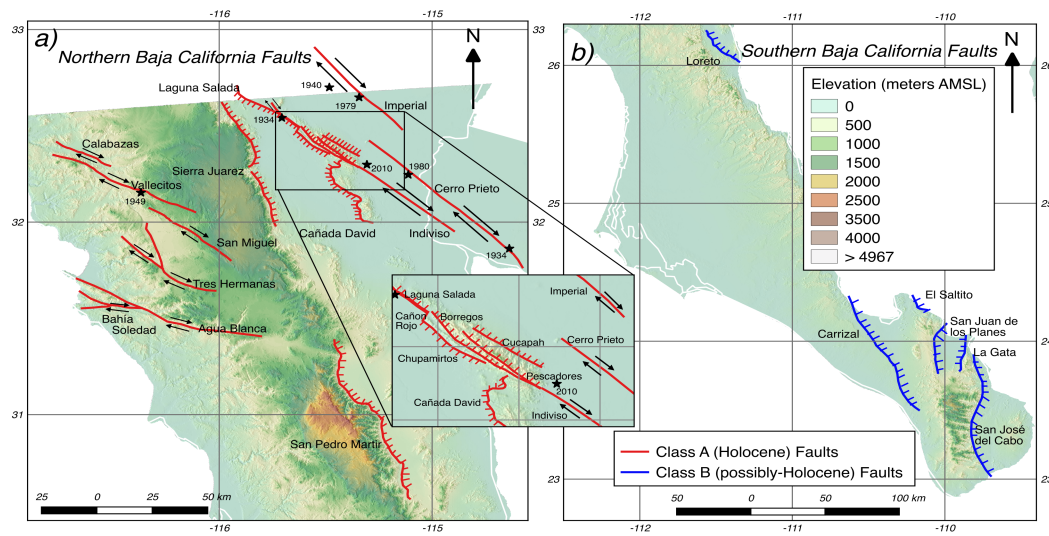 -116
-115
33
a)
Northern Baja California Faults
N
Laguna Salada
1940
1979
Imperial
1934
Calabazas
Sierra Juarez
2010
1980
Vallecitos
1949
Cerro Prieto
32
San Miguel
Cañada David
Indiviso
1934
Tres Hermanas
Bahía
Soledad
Agua Blanca
31
San Pedro Martir
25
0
25
50 km
-116
-115
Laguna Salada
Imperial
Cañon
Rojo
Borregos
Cucapah
Cerro Prieto
Chupamirtos
Pescadores
2010
Cañada David
Indiviso
-112
-111
-110
b)
Southern Baja California Faults
N
26
Loreto
Elevation (meters AMSL)
0
500
1000
1500
2000
2500
3500
4000
> 4967
25
El Saltito
San Juan de
los Planes
Carrizal
24
La Gata
San José
del Cabo
Class A (Holocene) Faults
Class B (possibly-Holocene) Faults
23
50
0
50
100 km
-112
-111
-110